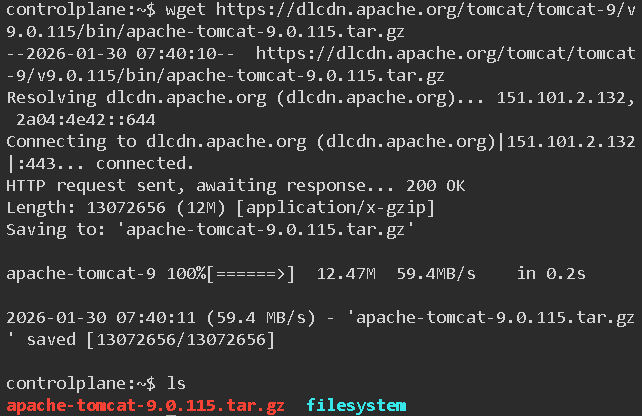 controlplane:~$ wget https://dlcdn.apache.org/tomcat/tomcat-9/v
9.0.115/bin/apache-tomcat-9.0.115.tar.gz
--2026-01-30 07:40:10--  https://dlcdn.apache.org/tomcat/tomcat
-9/v9.0.115/bin/apache-tomcat-9.0.115.tar.gz
Resolving dlcdn.apache.org (dlcdn.apache.org)... 151.101.2.132,
 2a04:4e42::644
Connecting to dlcdn.apache.org (dlcdn.apache.org)|151.101.2.132
|:443... connected.
HTTP request sent, awaiting response... 200 OK
Length: 13072656 (12M) [application/x-gzip]
Saving to: 'apache-tomcat-9.0.115.tar.gz'
apache-tomcat-9 100%[======>]  12.47M  59.4MB/s    in 0.2s
2026-01-30 07:40:11 (59.4 MB/s) - 'apache-tomcat-9.0.115.tar.gz
' saved [13072656/13072656]
controlplane:~$ ls
apache-tomcat-9.0.115.tar.gz  filesystem